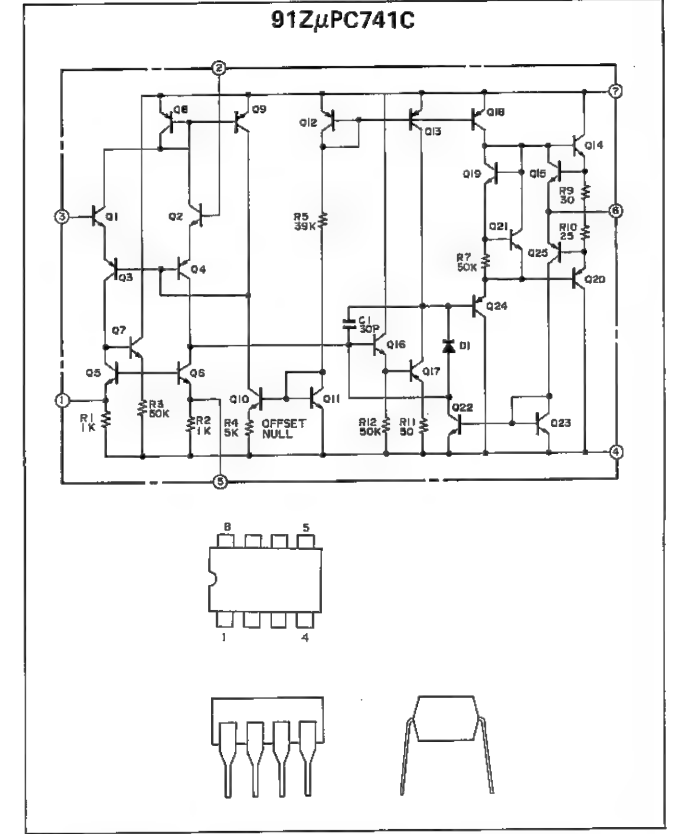 91ZμPC741C
2
Q8 Q9 Q12 Q13 Q18 7
Q14
Q19 Q15
3 Q1 Q2 R9 30 6
R5 39K Q21 R10 25
Q3 Q4 R7 50K Q25 Q20
C1 30P Q24
Q7 Q16 D1
Q5 Q6 Q17
1 R3 50K Q10 Q11 Q22 Q23
R1 1K R2 1K R4 5K OFFSET NULL R12 50K R11 50
4
5
8 5
1 4